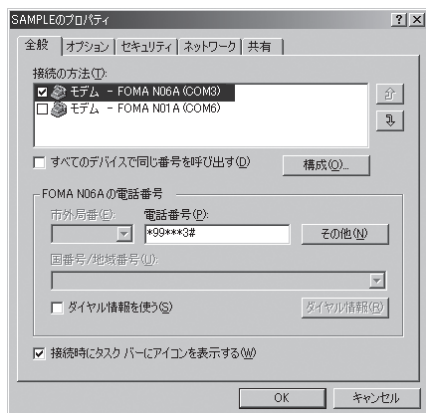 SAMPLEのプロパティ
全般 オプション セキュリティ ネットワーク 共有
接続の方法(T):
モデム - FOMA N06A (COM3)
モデム - FOMA N01A (COM6)
すべてのデバイスで同じ番号を呼び出す(D) 構成(O)...
FOMA N06Aの電話番号
市外局番(E): 電話番号(P):
*99***3# その他(N)
国番号/地域番号(U):
ダイヤル情報を使う(S) ダイヤル情報(R)
接続時にタスク バーにアイコンを表示する(W)
OK キャンセル